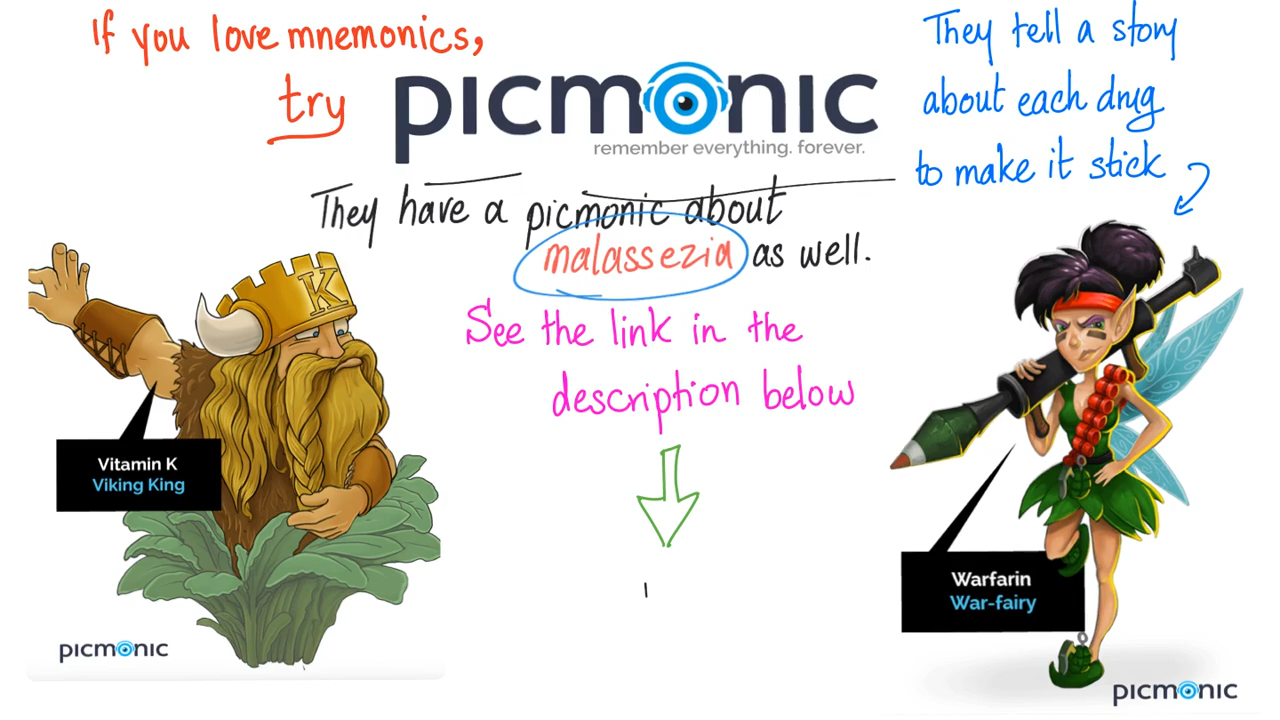 If you love mnemonics,
try
picmonic
remember everything. forever.
They tell a story
about each drug
to make it stick
They have a picmonic about
malassezia as well.
See the link in the
description below
K
Vitamin K
Viking King
picmonic
Warfarin
War-fairy
picmonic